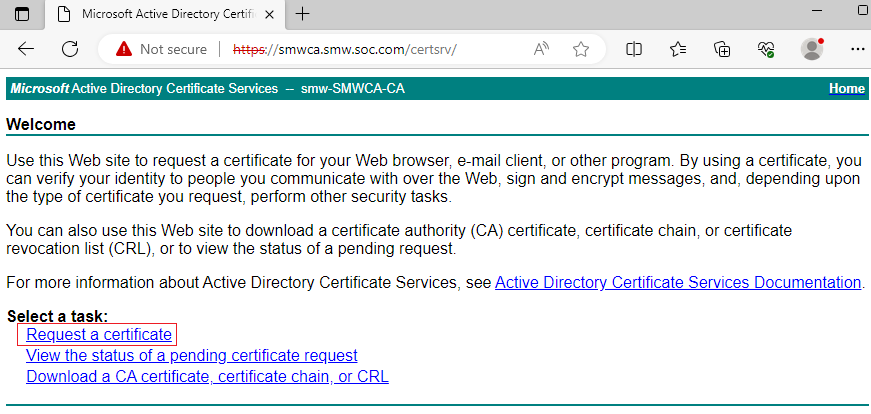 Microsoft Active Directory Certific
Not secure https://smwca.smw.soc.com/certsrv/
Microsoft Active Directory Certificate Services -- smw-SMWCA-CA Home
Welcome
Use this Web site to request a certificate for your Web browser, e-mail client, or other program. By using a certificate, you
can verify your identity to people you communicate with over the Web, sign and encrypt messages, and, depending upon
the type of certificate you request, perform other security tasks.
You can also use this Web site to download a certificate authority (CA) certificate, certificate chain, or certificate
revocation list (CRL), or to view the status of a pending request.
For more information about Active Directory Certificate Services, see Active Directory Certificate Services Documentation.
Select a task:
Request a certificate
View the status of a pending certificate request
Download a CA certificate, certificate chain, or CRL